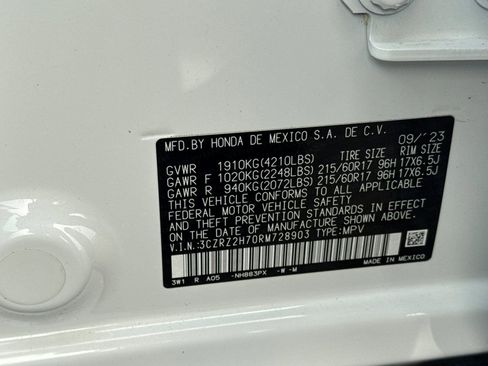 MFD.BY HONDA DE MEXICO S.A. DE C.V. 09/'23
GVWR 1910KG(4210LBS) TIRE SIZE RIM SIZE
GAWR F 1020KG(2248LBS) 215/60R17 96H 17X6.5J
GAWR R 940KG(2072LBS) 215/60R17 96H 17X6.5J
THIS VEHICLE CONFORMS TO ALL APPLICABLE
FEDERAL MOTOR VEHICLE SAFETY
AND THEFT PREVENTION STANDARDS IN EFFECT
ON THE DATE OF MANUFACTURE SHOWN ABOVE.
V.I.N.:3CZRZ2H70RM728903 TYPE:MPV
3W1 R A05 -NH883PX -W -M
MADE IN
MEXICO